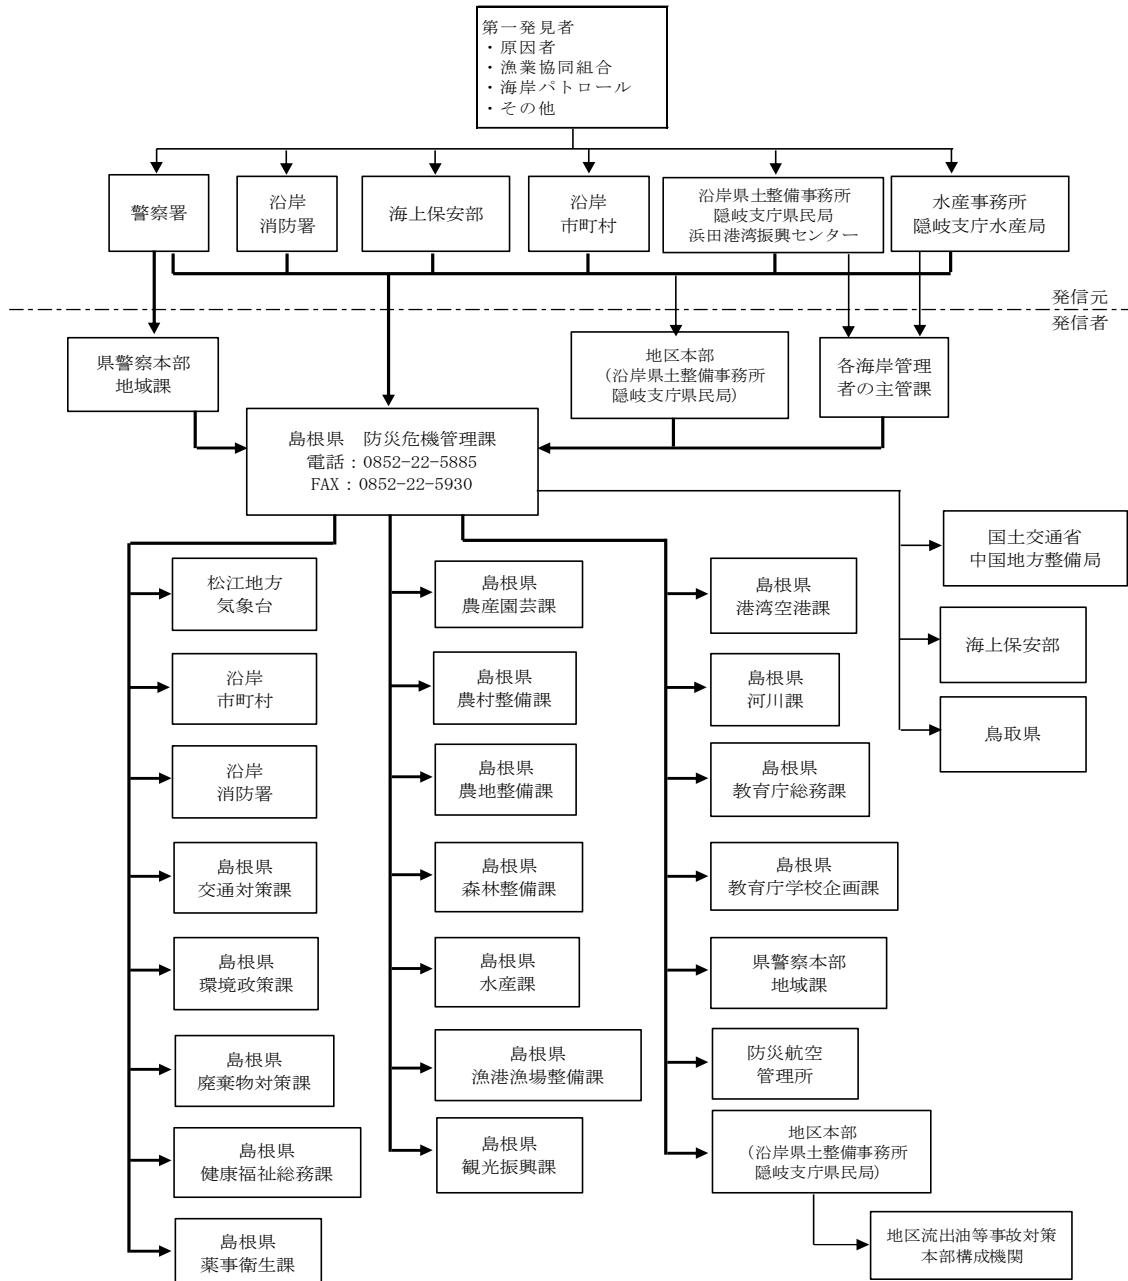 第一発見者
・原因者
・漁業協同組合
・海岸パトロール
・その他
警察署
沿岸
消防署
海上保安部
沿岸
市町村
沿岸県土整備事務所
隠岐支庁県民局
浜田港湾振興センター
水産事務所
隠岐支庁水産局
発信元
発信者
県警察本部
地域課
地区本部
(沿岸県土整備事務所
隠岐支庁県民局)
各海岸管理
者の主管課
島根県 防災危機管理課
電話：0852-22-5885
FAX：0852-22-5930
国土交通省
中国地方整備局
海上保安部
鳥取県
松江地方
気象台
沿岸
市町村
沿岸
消防署
島根県
交通対策課
島根県
環境政策課
島根県
廃棄物対策課
島根県
健康福祉総務課
島根県
薬事衛生課
島根県
農産園芸課
島根県
農村整備課
島根県
農地整備課
島根県
森林整備課
島根県
水産課
島根県
漁港漁場整備課
島根県
観光振興課
島根県
港湾空港課
島根県
河川課
島根県
教育庁総務課
島根県
教育庁学校企画課
県警察本部
地域課
防災航空
管理所
地区本部
(沿岸県土整備事務所
隠岐支庁県民局)
地区流出油等事故対策
本部構成機関